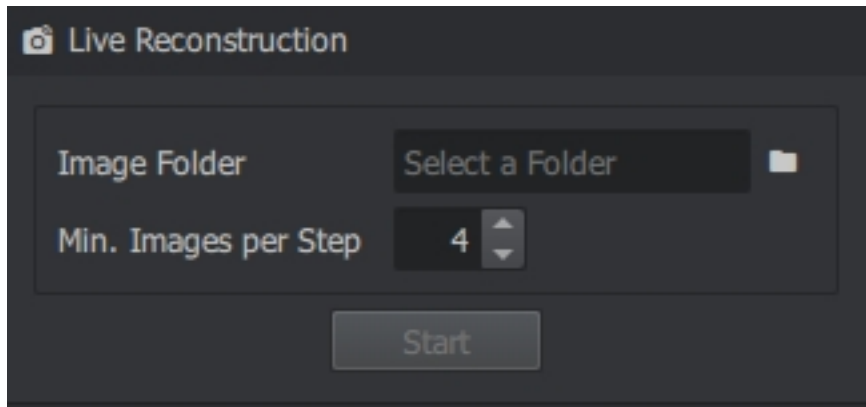 Live Reconstruction
Image Folder Select a Folder
Min. Images per Step 4
Start